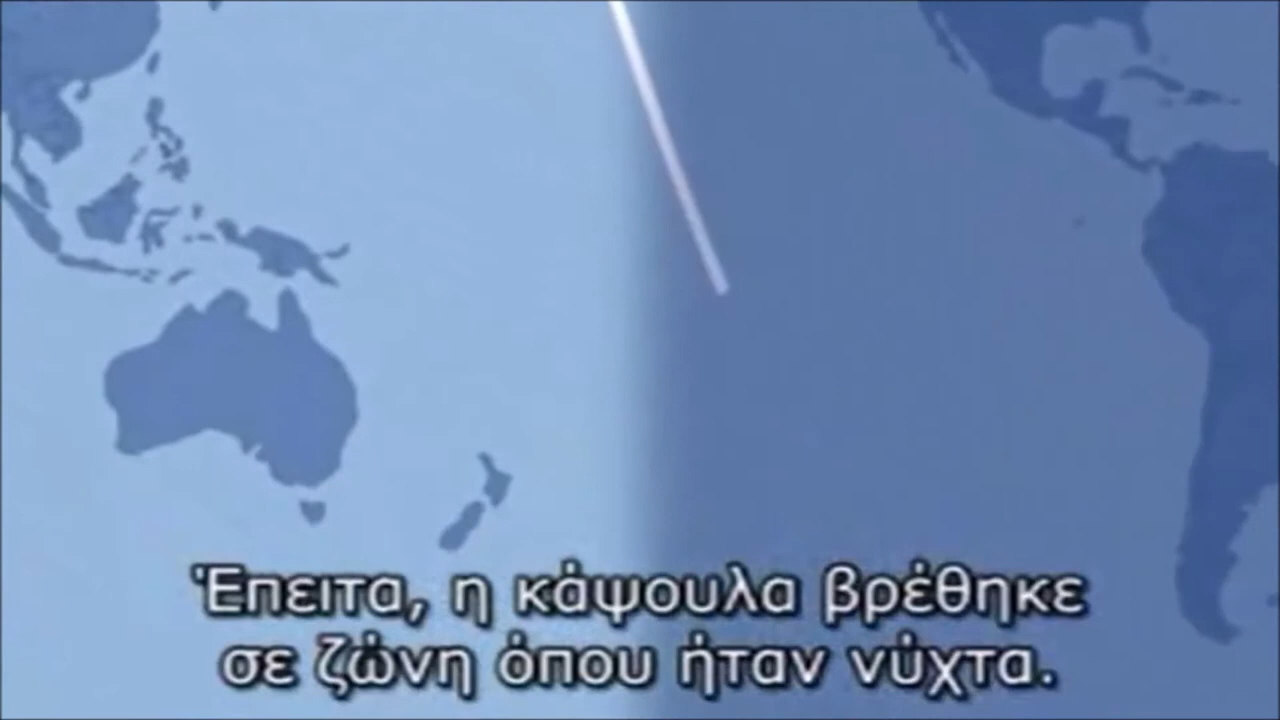 Έπειτα, η κάψουλα βρέθηκε
σε ζώνη όπου ήταν νύχτα.